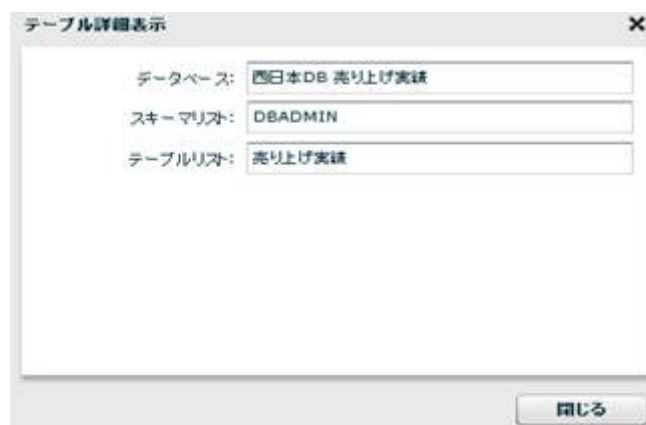 テーブル詳細表示
データベース: 西日本DB 売り上げ実績
スキーマリスト: DBADMIN
テーブルリスト: 売り上げ実績
閉じる